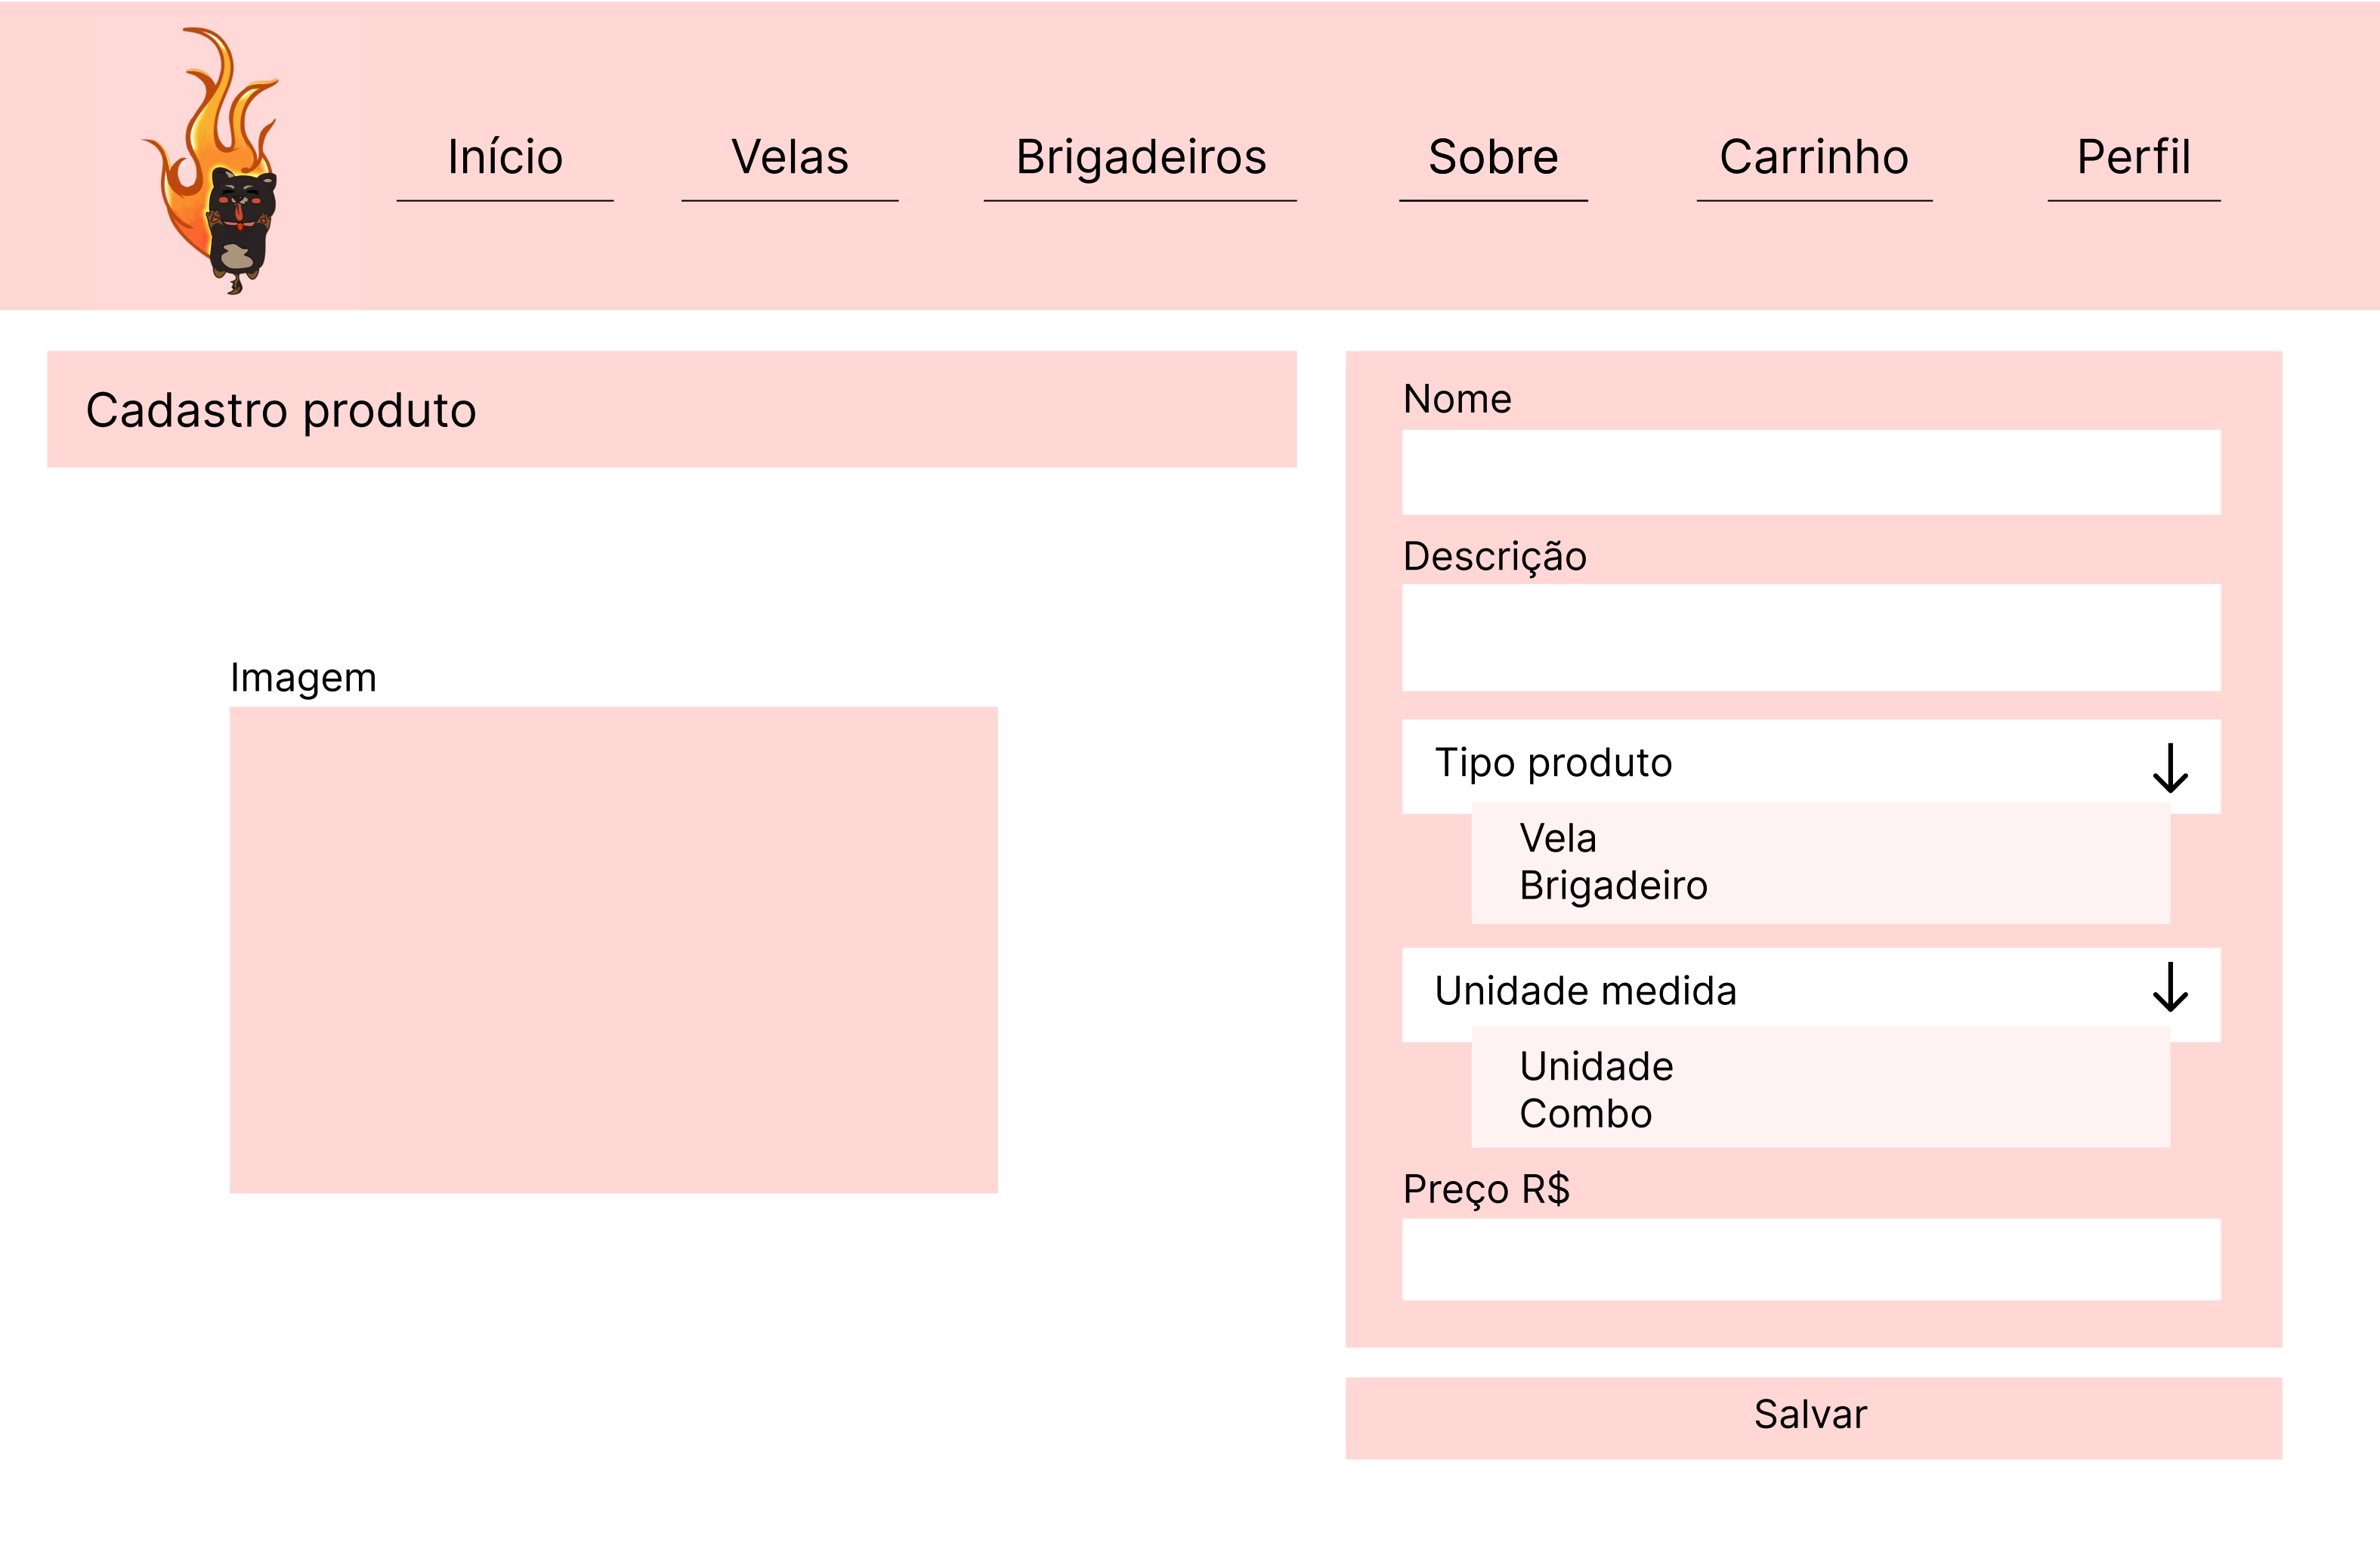 Início Velas Brigadeiros Sobre Carrinho Perfil
Cadastro produto
Imagem
Nome
Descrição
Tipo produto
Vela
Brigadeiro
Unidade medida
Unidade
Combo
Preço R$
Salvar